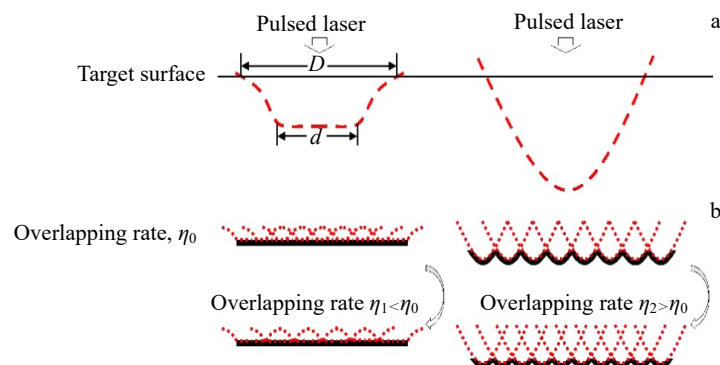 Pulsed laser
Pulsed laser
a
D
Target surface
d
b
Overlapping rate, η₀
Overlapping rate η₁<η₀
Overlapping rate η₂>η₀